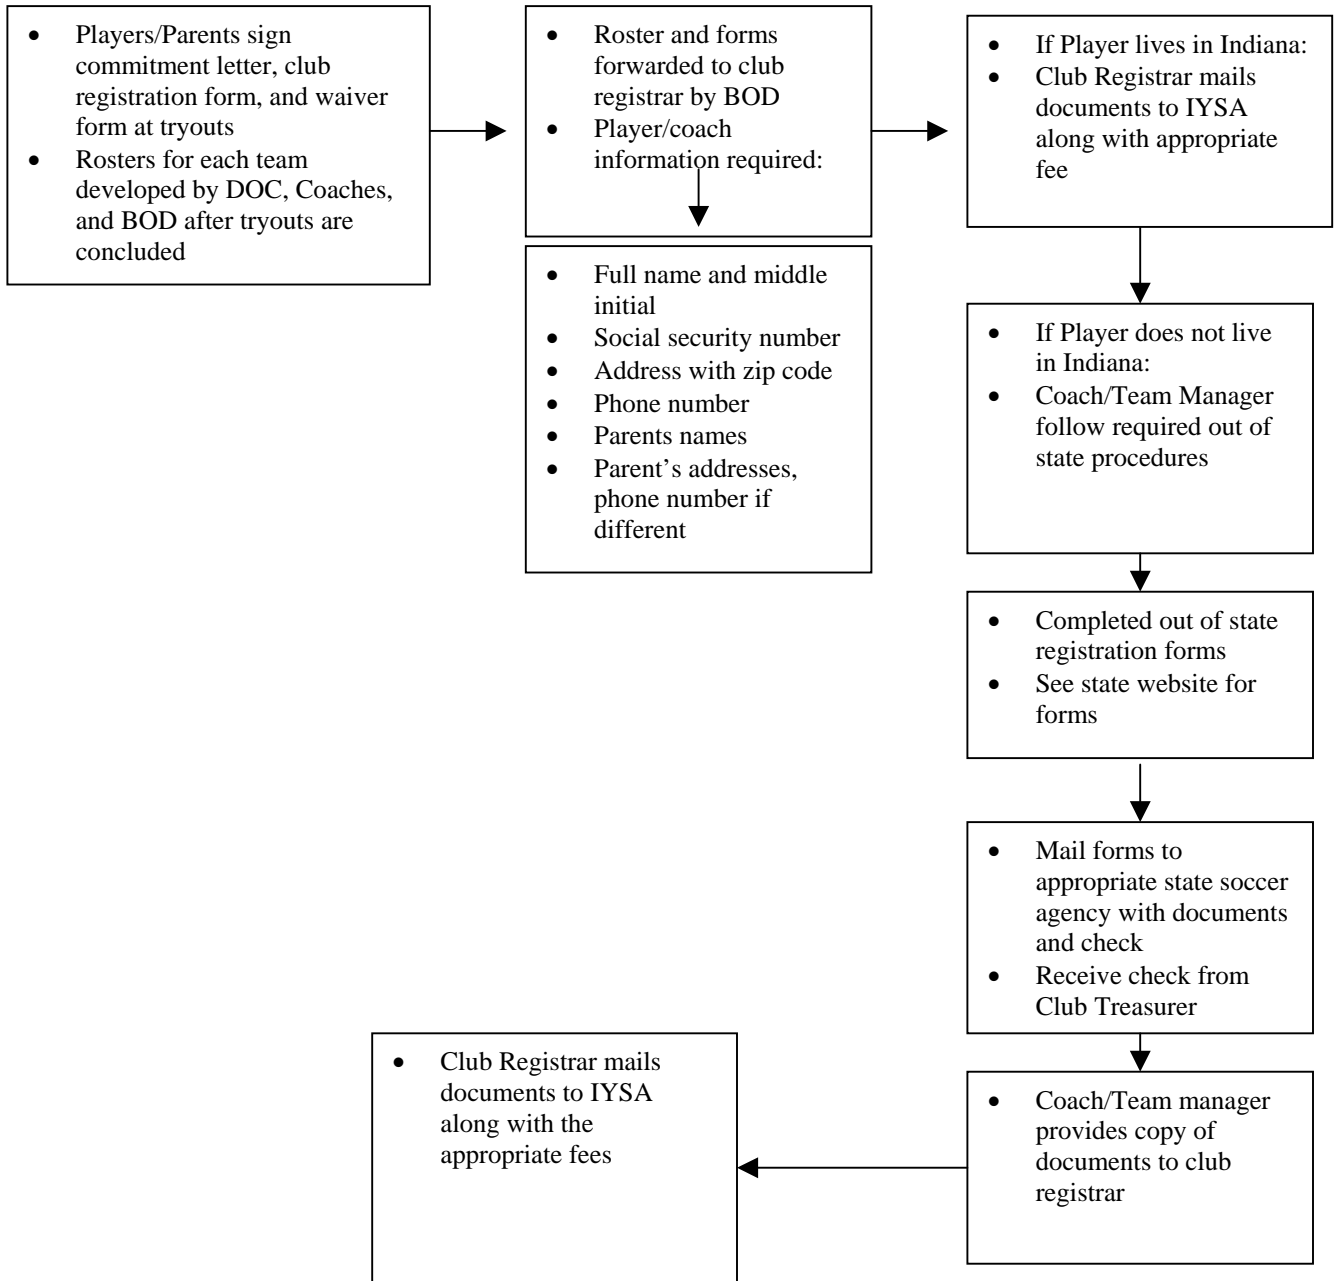 • Players/Parents sign
commitment letter, club
registration form, and waiver
form at tryouts
• Rosters for each team
developed by DOC, Coaches,
and BOD after tryouts are
concluded
• Roster and forms
forwarded to club
registrar by BOD
• Player/coach
information required:
• Full name and middle
initial
• Social security number
• Address with zip code
• Phone number
• Parents names
• Parent’s addresses,
phone number if
different
• If Player lives in Indiana:
• Club Registrar mails
documents to IYSA
along with appropriate
fee
• If Player does not live
in Indiana:
• Coach/Team Manager
follow required out of
state procedures
• Completed out of state
registration forms
• See state website for
forms
• Mail forms to
appropriate state soccer
agency with documents
and check
• Receive check from
Club Treasurer
• Coach/Team manager
provides copy of
documents to club
registrar
• Club Registrar mails
documents to IYSA
along with the
appropriate fees